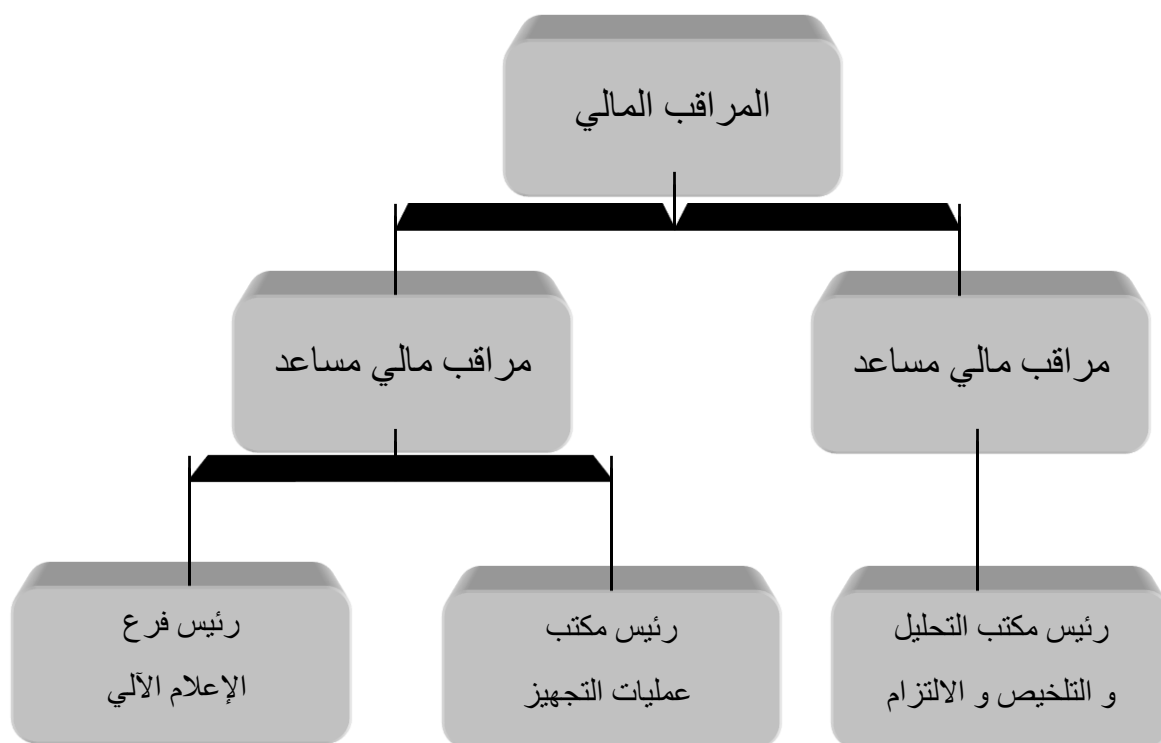 المراقب المالي
مراقب مالي مساعد
مراقب مالي مساعد
رئيس مكتب التحليل
و التلخيص و الالتزام
رئيس مكتب
عمليات التجهيز
رئيس فرع
الإعلام الآلي